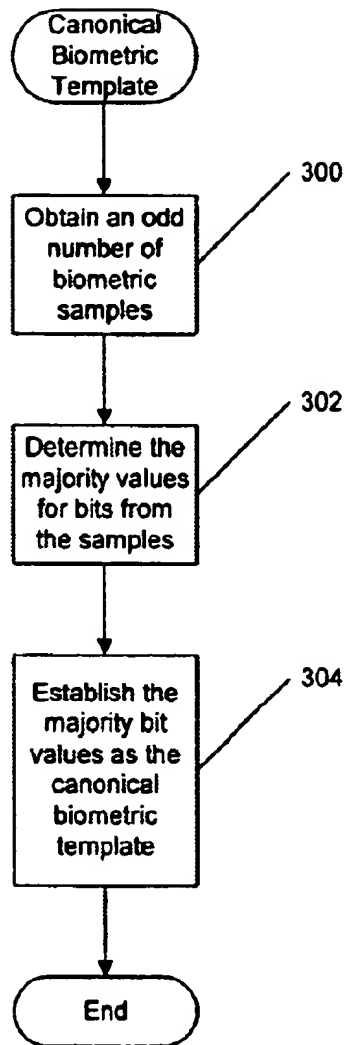 Canonical
Biometric
Template
300
Obtain an odd
number of
biometric
samples
302
Determine the
majority values
for bits from
the samples
304
Establish the
majority bit
values as the
canonical
biometric
template
End